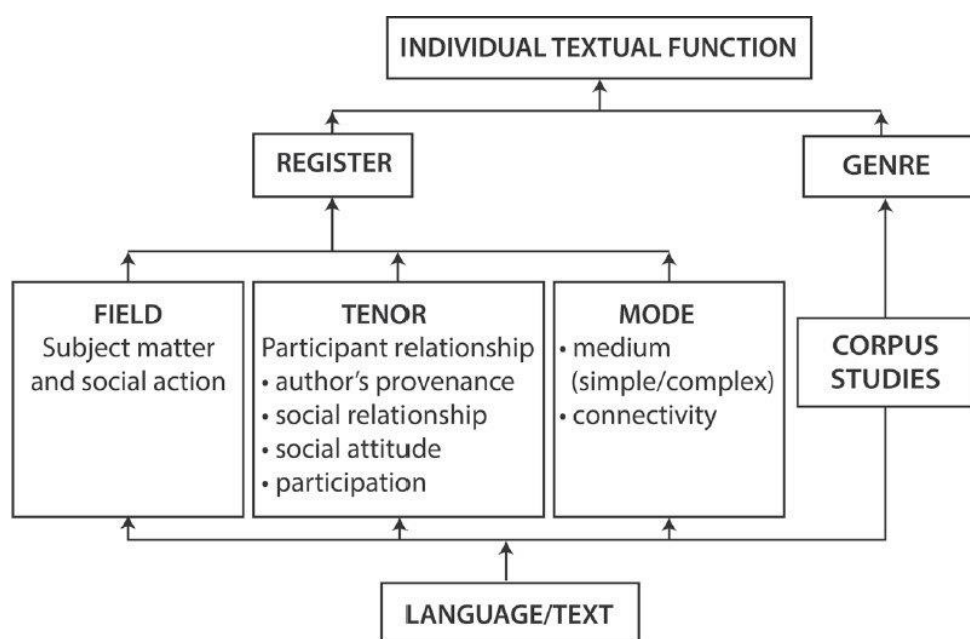 INDIVIDUAL TEXTUAL FUNCTION
REGISTER
GENRE
FIELD
Subject matter
and social action
TENOR
Participant relationship
• author's provenance
• social relationship
• social attitude
• participation
MODE
• medium
(simple/complex)
• connectivity
CORPUS
STUDIES
LANGUAGE/TEXT